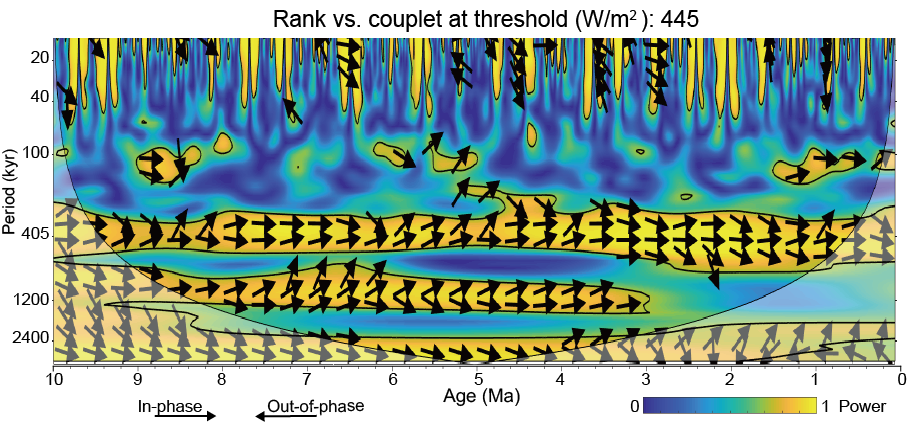 Rank vs. couplet at threshold (W/m²): 445
Period (kyr)
20
40
100
405
1200
2400
10 9 8 7 6 5 4 3 2 1 0
Age (Ma)
In-phase Out-of-phase
0 1 Power